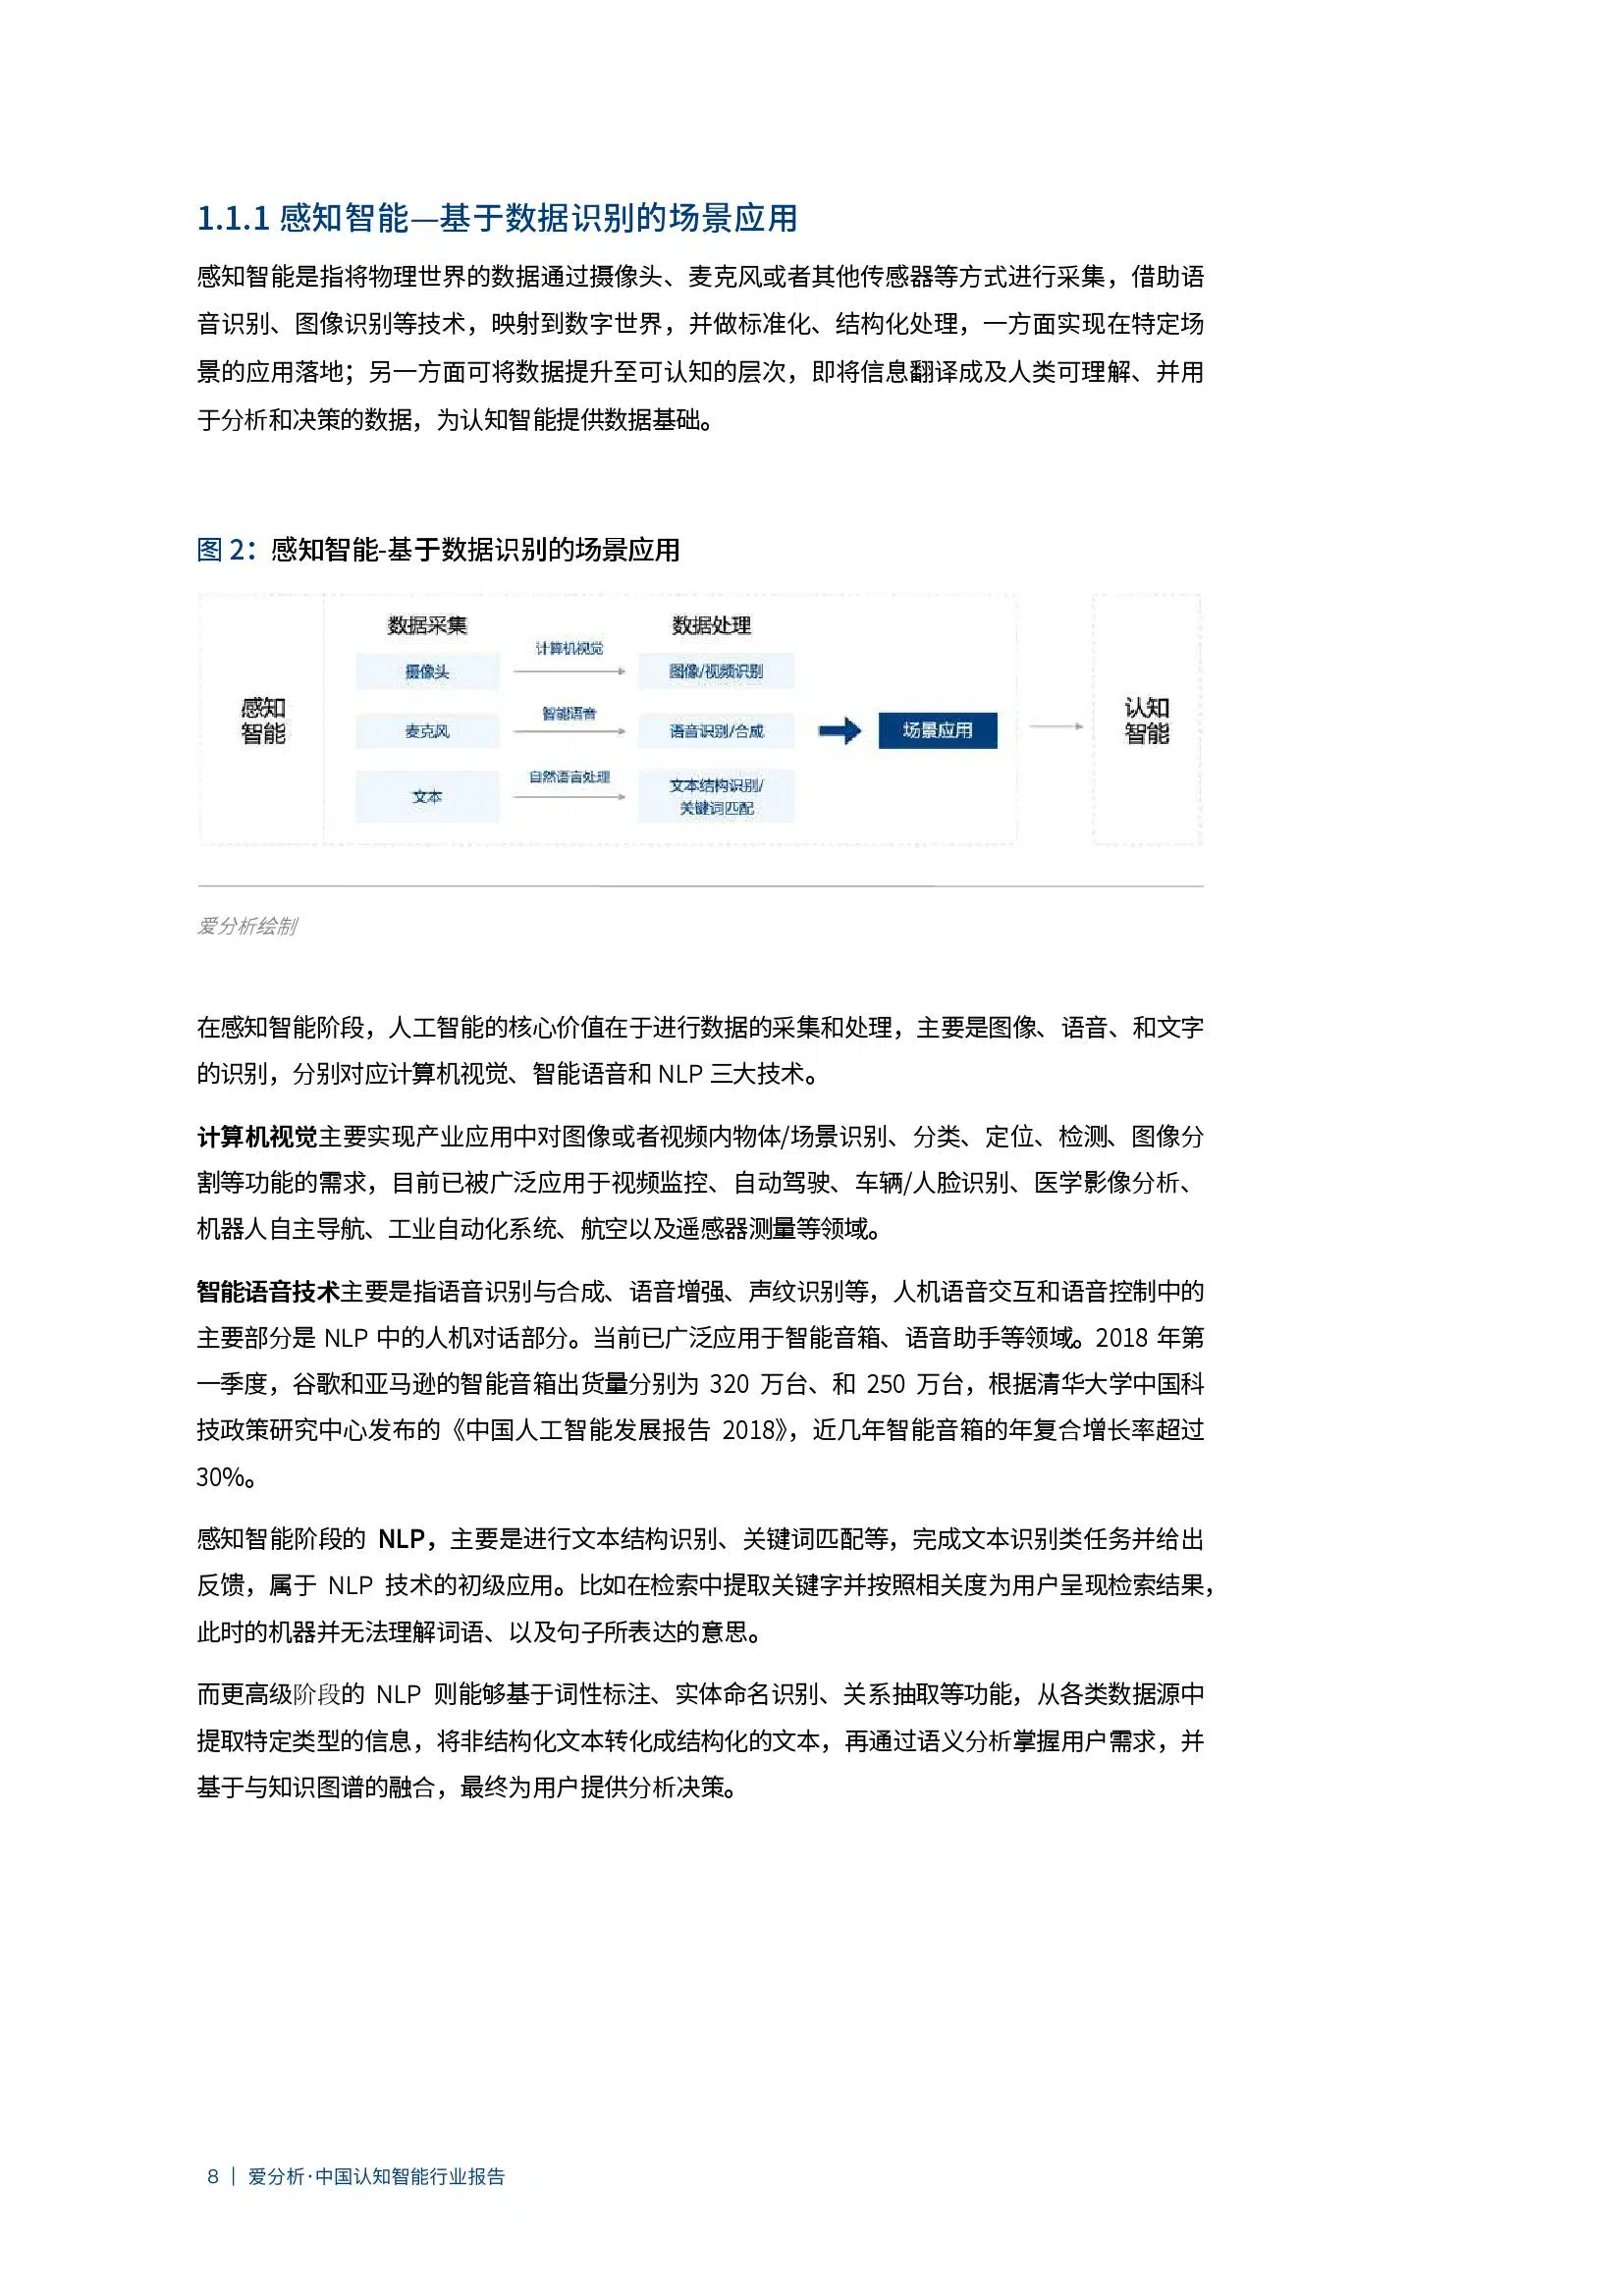 1.1.1 感知智能—基于数据识别的场景应用
感知智能是指将物理世界的数据通过摄像头、麦克风或者其他传感器等方式进行采集，借助语
音识别、图像识别等技术，映射到数字世界，并做标准化、结构化处理，一方面实现在特定场
景的应用落地；另一方面可将数据提升至可认知的层次，即将信息翻译成及人类可理解、并用
于分析和决策的数据，为认知智能提供数据基础。
图 2：感知智能-基于数据识别的场景应用
感知
智能
数据采集
数据处理
摄像头
计算机视觉
图像/视频识别
麦克风
智能语音
语音识别/合成
文本
自然语言处理
文本结构识别/
关键词匹配
场景应用
认知
智能
爱分析绘制
在感知智能阶段，人工智能的核心价值在于进行数据的采集和处理，主要是图像、语音、和文字
的识别，分别对应计算机视觉、智能语音和 NLP 三大技术。
计算机视觉主要实现产业应用中对图像或者视频内物体/场景识别、分类、定位、检测、图像分
割等功能的需求，目前已被广泛应用于视频监控、自动驾驶、车辆/人脸识别、医学影像分析、
机器人自主导航、工业自动化系统、航空以及遥感器测量等领域。
智能语音技术主要是指语音识别与合成、语音增强、声纹识别等，人机语音交互和语音控制中的
主要部分是 NLP 中的人机对话部分。当前已广泛应用于智能音箱、语音助手等领域。2018 年第
一季度，谷歌和亚马逊的智能音箱出货量分别为 320 万台、和 250 万台，根据清华大学中国科
技政策研究中心发布的《中国人工智能发展报告 2018》，近几年智能音箱的年复合增长率超过
30%。
感知智能阶段的 NLP，主要是进行文本结构识别、关键词匹配等，完成文本识别类任务并给出
反馈，属于 NLP 技术的初级应用。比如在检索中提取关键字并按照相关度为用户呈现检索结果，
此时的机器并无法理解词语、以及句子所表达的意思。
而更高级阶段的 NLP 则能够基于词性标注、实体命名识别、关系抽取等功能，从各类数据源中
提取特定类型的信息，将非结构化文本转化成结构化的文本，再通过语义分析掌握用户需求，并
基于与知识图谱的融合，最终为用户提供分析决策。
8 | 爱分析·中国认知智能行业报告